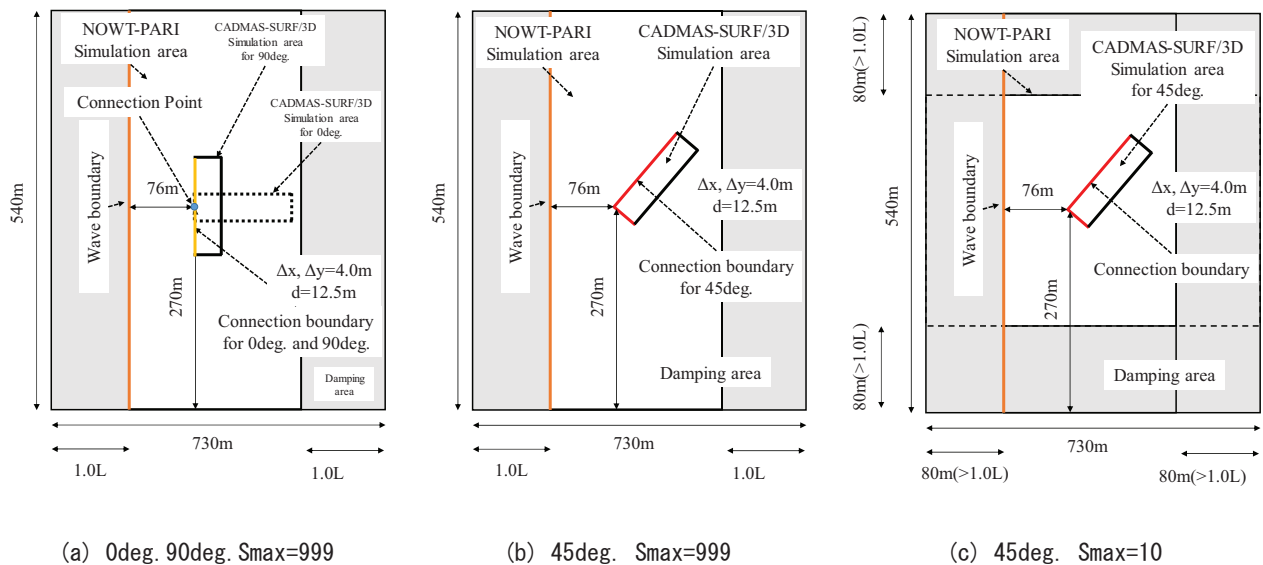 NOWT-PARI
Simulation area
CADMAS-SURF/3D
Simulation area
for 90deg.
Connection Point
CADMAS-SURF/3D
Simulation area
for 0deg.
Wave boundary
76m
540m
270m
Δx, Δy=4.0m
d=12.5m
Connection boundary
for 0deg. and 90deg.
Damping
area
730m
1.0L
1.0L
(a) 0deg. 90deg. Smax=999
NOWT-PARI
Simulation area
CADMAS-SURF/3D
Simulation area
Wave boundary
76m
540m
270m
Δx, Δy=4.0m
d=12.5m
Connection boundary
for 45deg.
Damping area
730m
1.0L
1.0L
(b) 45deg. Smax=999
80m(>1.0L)
NOWT-PARI
Simulation area
CADMAS-SURF/3D
Simulation area
for 45deg.
Wave boundary
76m
540m
270m
Δx, Δy=4.0m
d=12.5m
Connection boundary
80m(>1.0L)
Damping area
730m
80m(>1.0L)
80m(>1.0L)
(c) 45deg. Smax=10